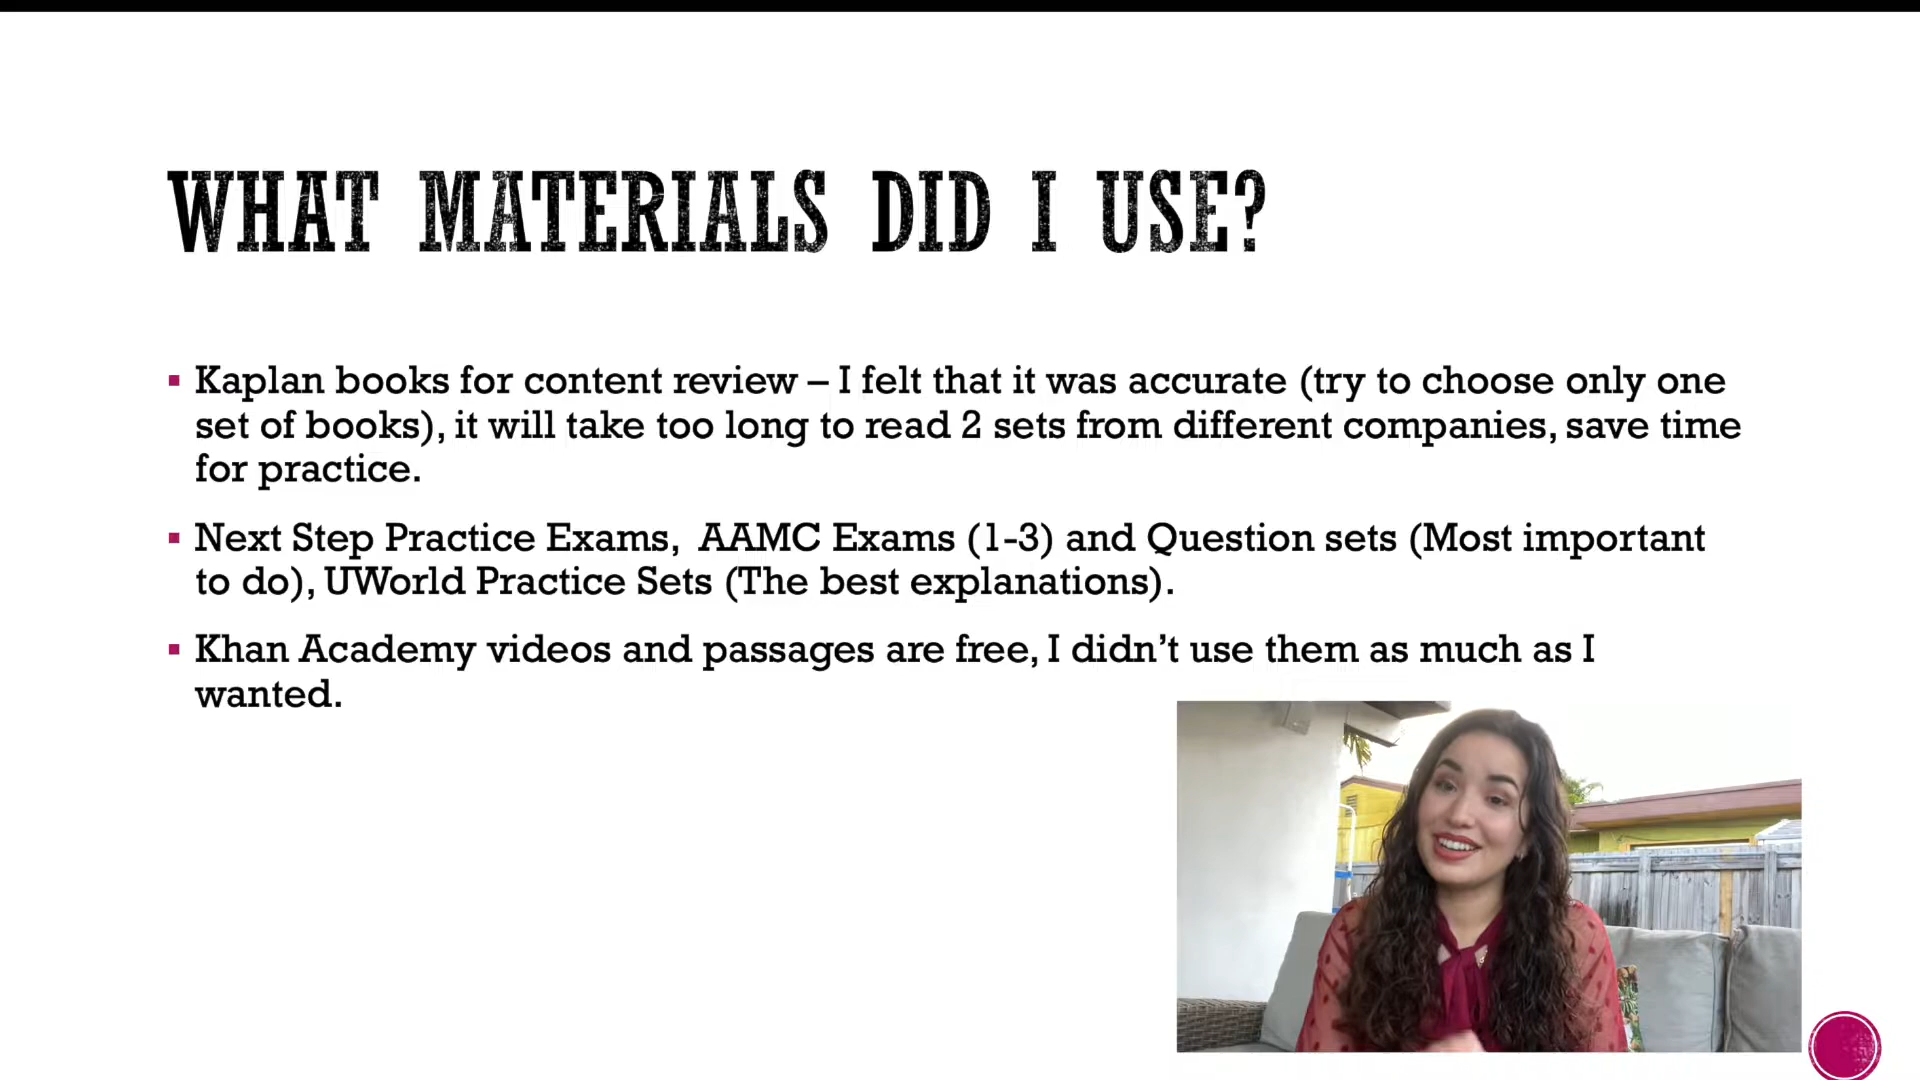 WHAT MATERIALS DID I USE?
Kaplan books for content review – I felt that it was accurate (try to choose only one
set of books), it will take too long to read 2 sets from different companies, save time
for practice.
Next Step Practice Exams,  AAMC Exams (1-3) and Question sets (Most important
to do), UWorld Practice Sets (The best explanations).
Khan Academy videos and passages are free, I didn’t use them as much as I
wanted.